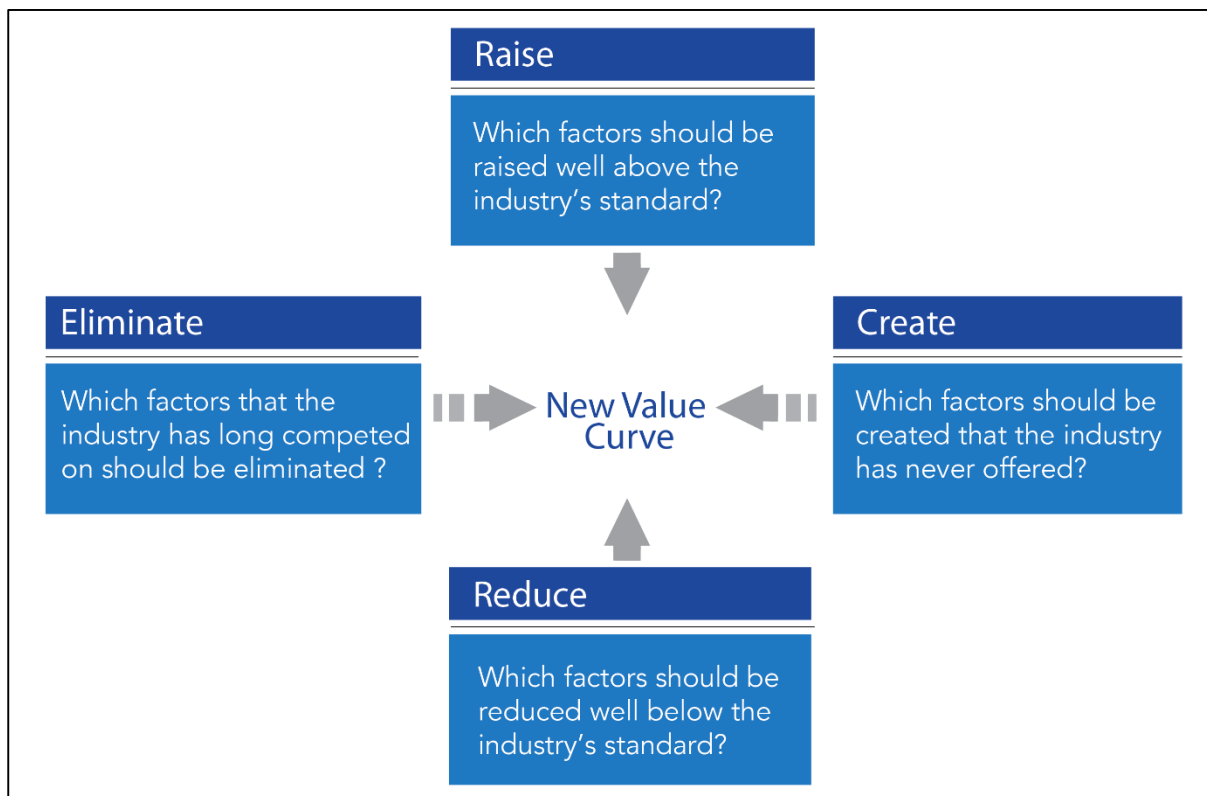 Raise
Which factors should be
raised well above the
industry’s standard?
Eliminate
Which factors that the
industry has long competed
on should be eliminated ?
New Value
Curve
Create
Which factors should be
created that the industry
has never offered?
Reduce
Which factors should be
reduced well below the
industry’s standard?